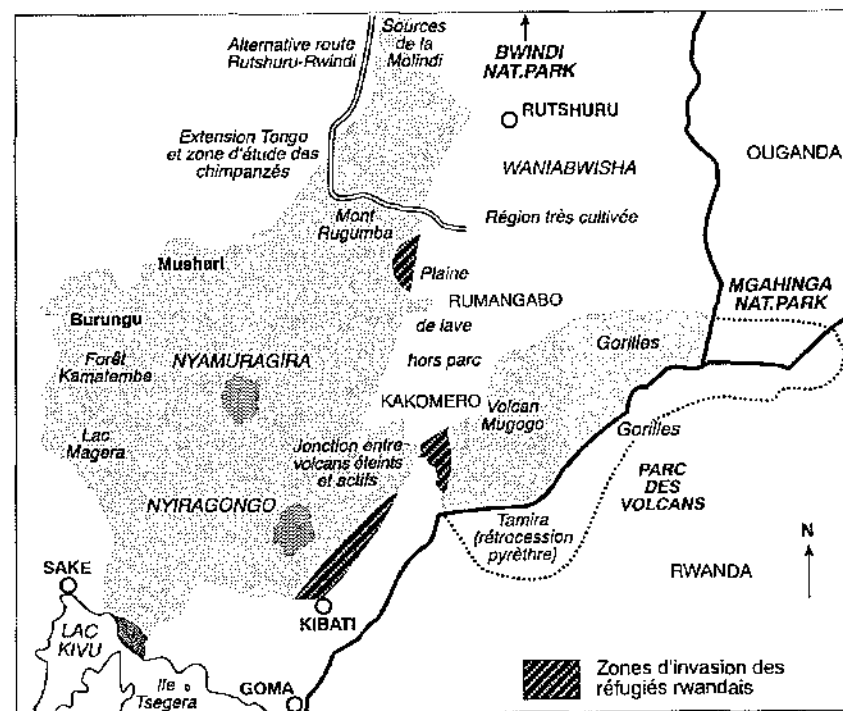 Alternative route
Rutshuru-Rwindi
Sources
de la
Molindi
BWINDI
NAT.PARK
RUTSHURU
OUGANDA
Extension Tongo
et zone d'étude des
chimpanzés
WANIABWISHA
Mont
Rugumba
Région très cultivée
Mushari
Plaine
RUMANGABO
de lave
hors parc
MGAHINGA
NAT.PARK
Burungu
Forêt
Kamatembe
NYAMURAGIRA
Gorilles
KAKOMERO
Volcan
Mugogo
Gorilles
Lac
Magera
Jonction entre
volcans éteints
et actifs
PARC
DES
VOLCANS
NYIRAGONGO
Tamira
(rétrocession
pyrèthre)
N
RWANDA
SAKE
KIBATI
LAC
KIVU
Ile
Tsegera
GOMA
Zones d'invasion des
réfugiés rwandais